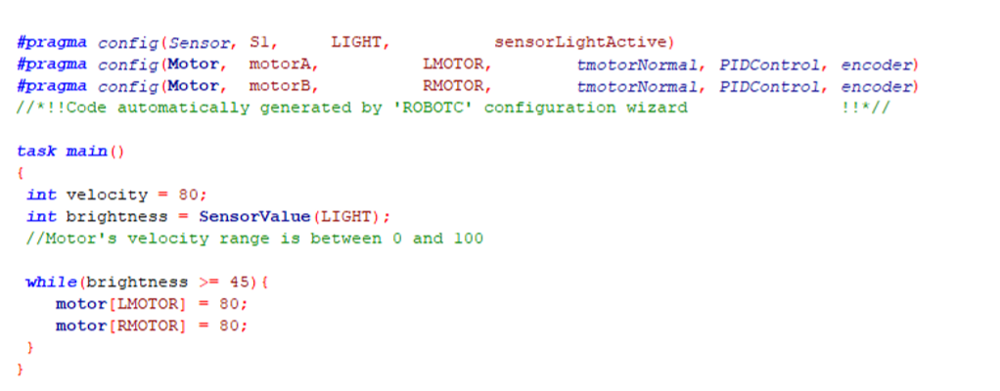 #pragma config(Sensor, S1, LIGHT, sensorLightActive)
#pragma config(Motor, motorA, LMOTOR, tmotorNormal, PIDControl, encoder)
#pragma config(Motor, motorB, RMOTOR, tmotorNormal, PIDControl, encoder)
//*!!Code automatically generated by 'ROBOTC' configuration wizard !!*//
task main()
{
int velocity = 80;
int brightness = SensorValue(LIGHT);
//Motor's velocity range is between 0 and 100
while(brightness >= 45){
motor[LMOTOR] = 80;
motor[RMOTOR] = 80;
}
}